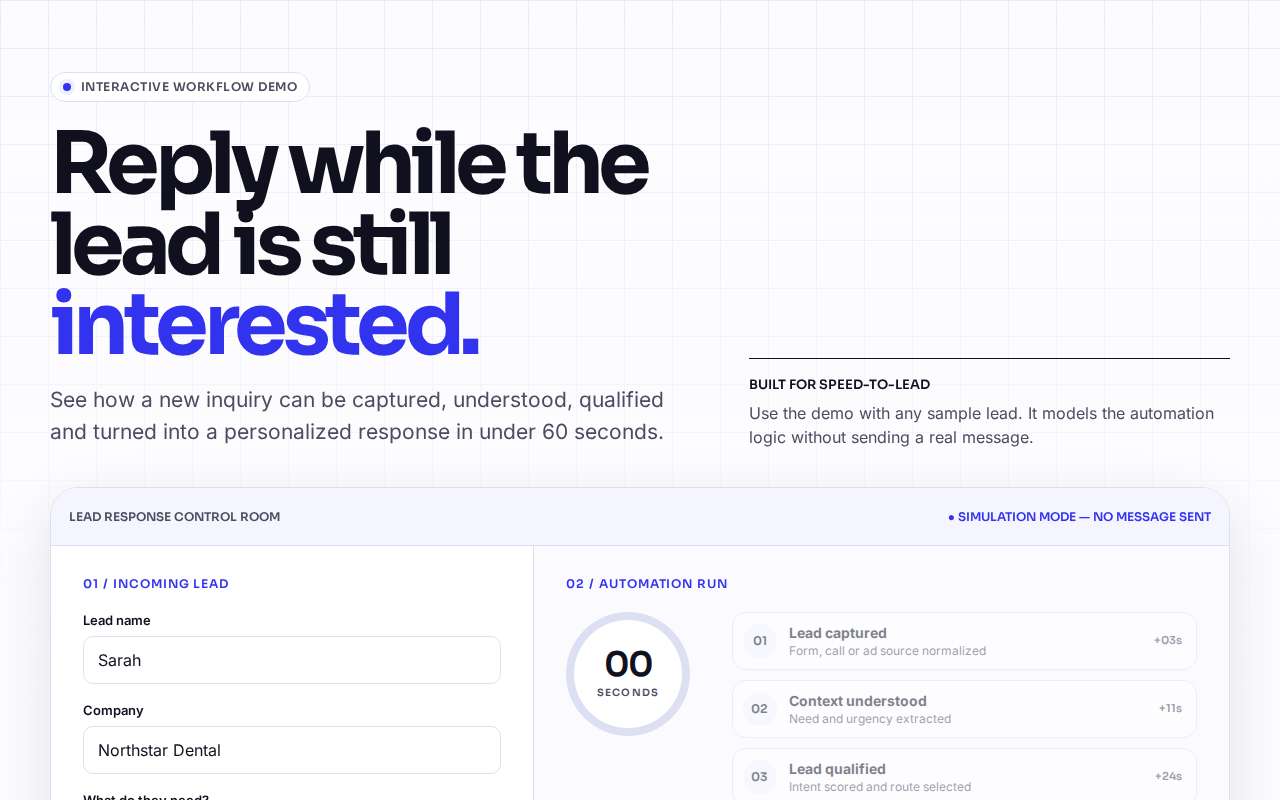 INTERACTIVE WORKFLOW DEMO
Reply while the
lead is still
interested.
See how a new inquiry can be captured, understood, qualified
and turned into a personalized response in under 60 seconds.
BUILT FOR SPEED-TO-LEAD
Use the demo with any sample lead. It models the automation
logic without sending a real message.
LEAD RESPONSE CONTROL ROOM
● SIMULATION MODE — NO MESSAGE SENT
01 / INCOMING LEAD
Lead name
Sarah
Company
Northstar Dental
What do they need?
02 / AUTOMATION RUN
00
SECONDS
01
Lead captured
Form, call or ad source normalized
+03s
02
Context understood
Need and urgency extracted
+11s
03
Lead qualified
Intent scored and route selected
+24s